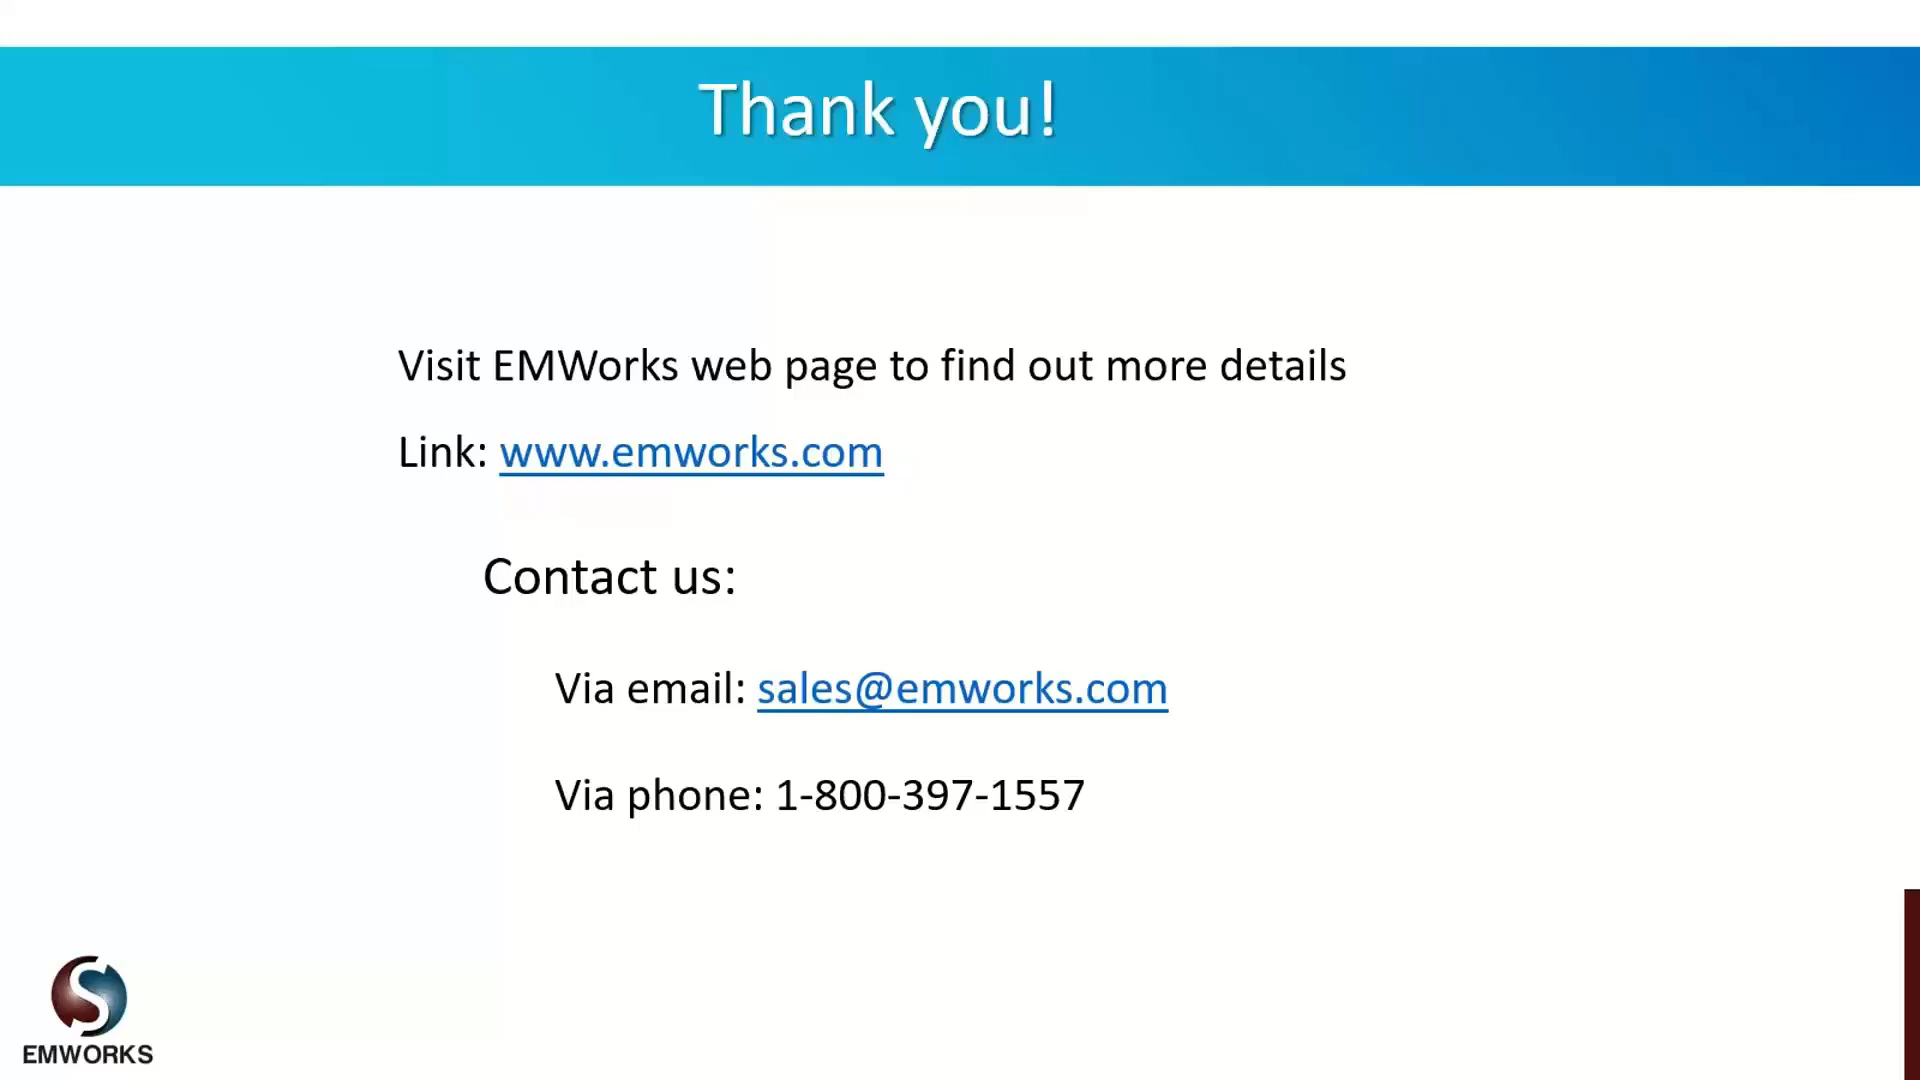 Thank you!
Visit EMWorks web page to find out more details
Link: www.emworks.com
Contact us:
Via email: sales@emworks.com
Via phone: 1-800-397-1557
S
EMWORKS